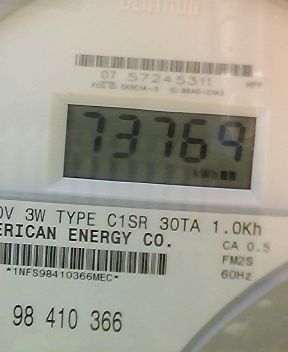 CENTRON
07 57245311
73769
kWh
0V 3W TYPE C1SR 30TA 1.0Kh
ERICAN ENERGY CO.
CA 0.5
FM2S
60Hz
*1NFS98410366MEC*
98 410 366